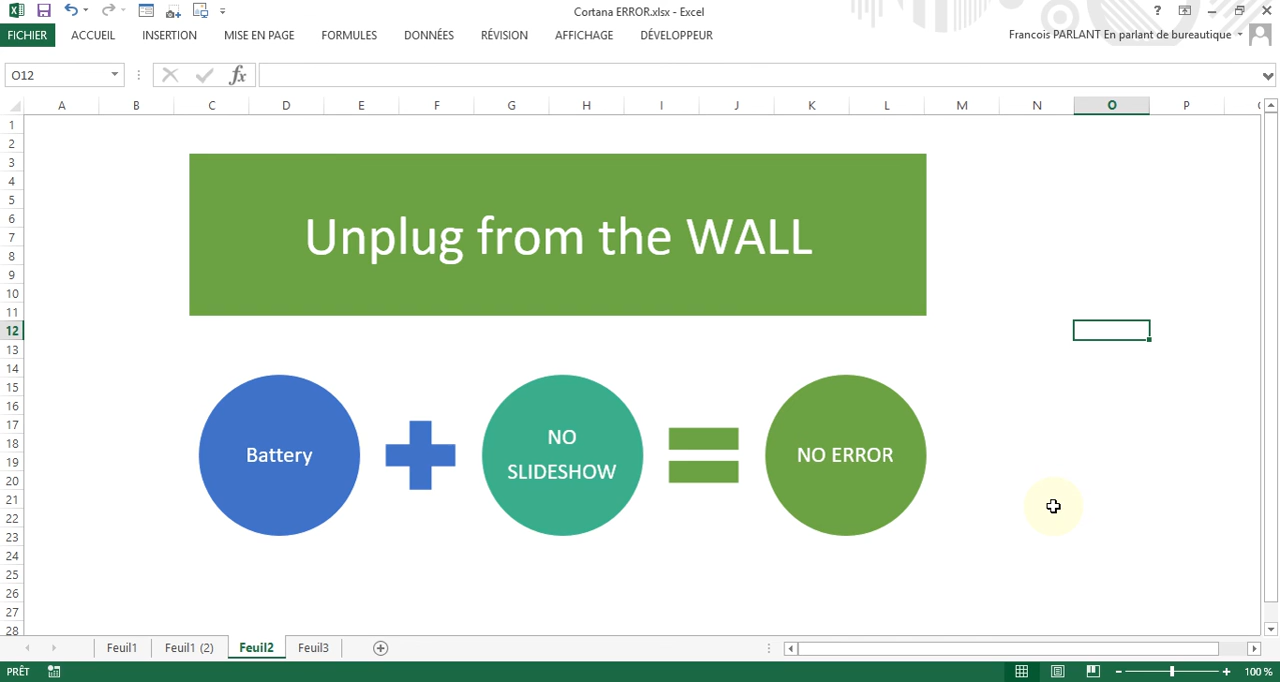 Cortana ERROR.xlsx - Excel
?
FICHIER ACCUEIL INSERTION MISE EN PAGE FORMULES DONNÉES RÉVISION AFFICHAGE DÉVELOPPEUR
Francois PARLANT En parlant de bureautique
O12
fx
A B C D E F G H I J K L M N O P
1
2
3
4
5
6
7
8
9
10
11
12
13
14
15
16
17
18
19
20
21
22
23
24
25
26
27
28
Unplug from the WALL
Battery
NO
SLIDESHOW
NO ERROR
Feuil1 Feuil1 (2) Feuil2 Feuil3
PRÊT
100 %